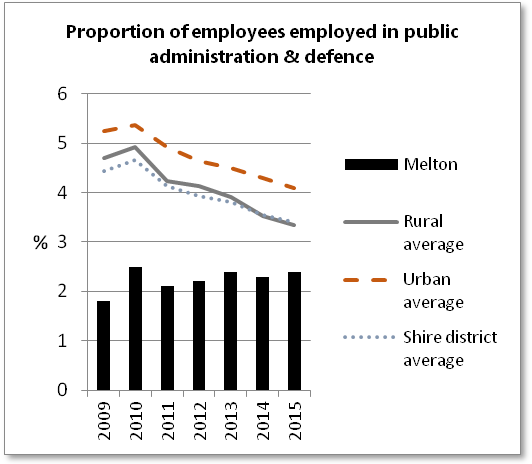 Proportion of employees employed in public
administration & defence
6
5
4
3
2
1
0
%
2009
2010
2011
2012
2013
2014
2015
Melton
Rural
average
Urban
average
Shire district
average